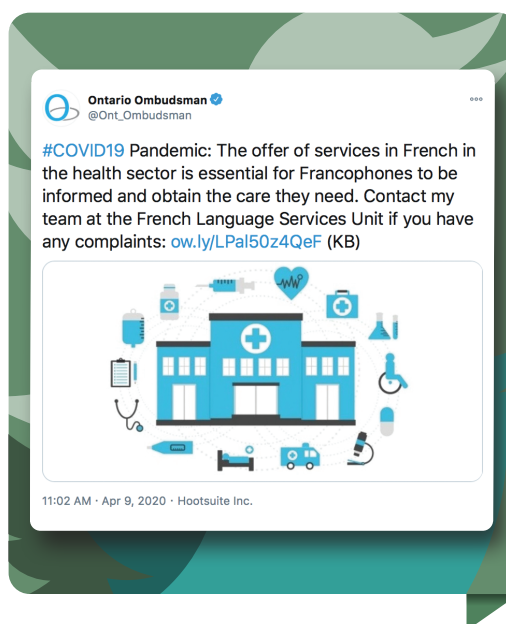 Ontario Ombudsman
@Ont_Ombudsman
#COVID19 Pandemic: The offer of services in French in
the health sector is essential for Francophones to be
informed and obtain the care they need. Contact my
team at the French Language Services Unit if you have
any complaints: ow.ly/LPal50z4QeF (KB)
11:02 AM · Apr 9, 2020 · Hootsuite Inc.